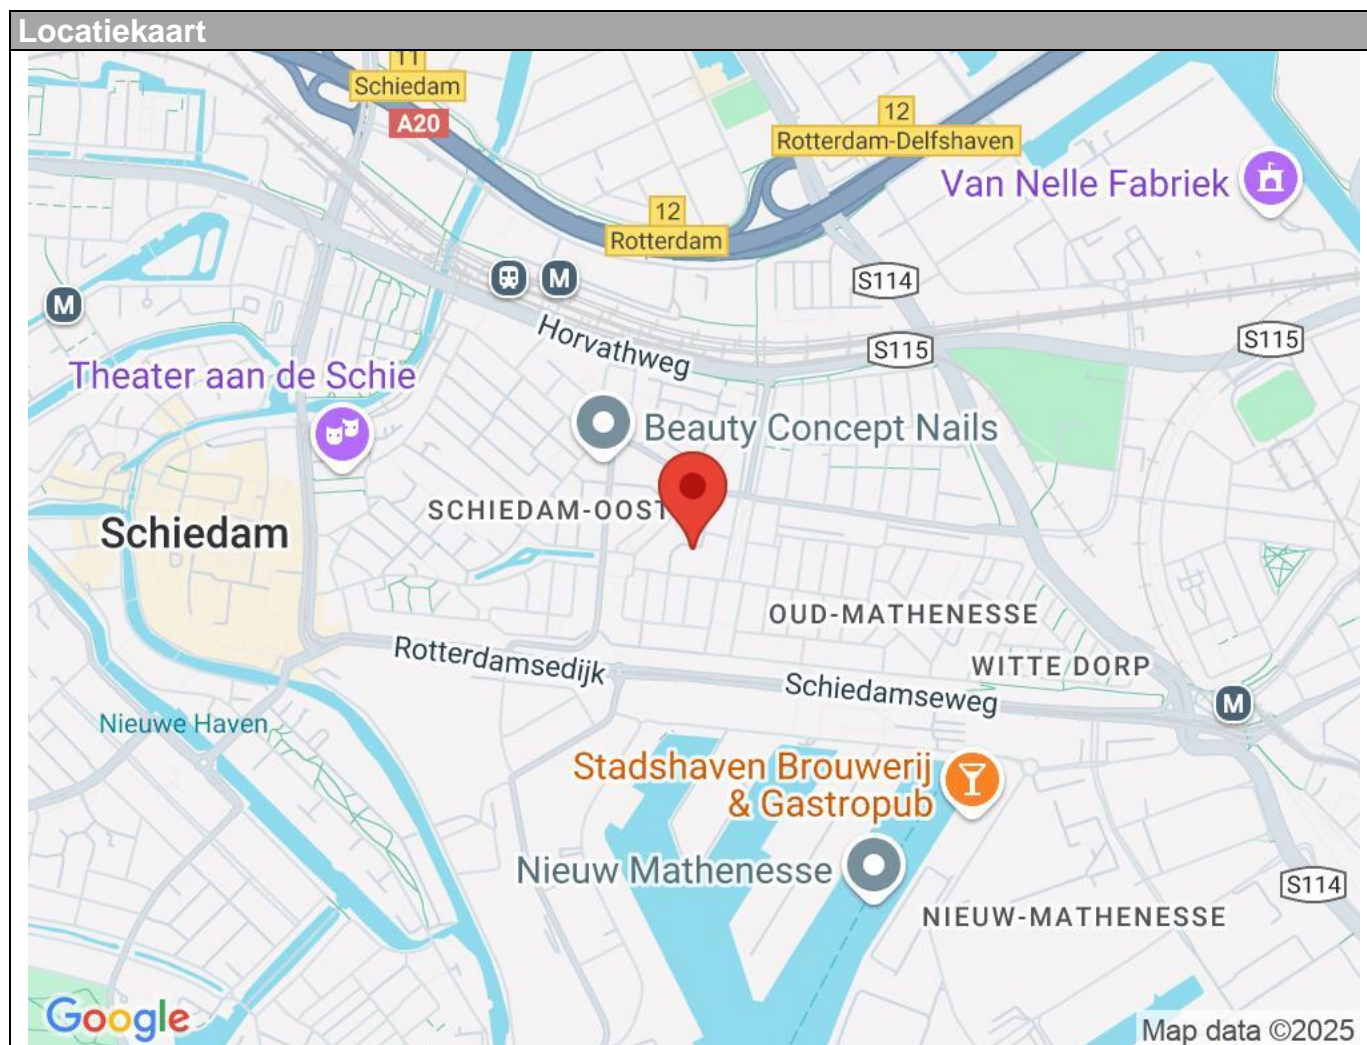 Locatiekaart
11
Schiedam
A20
12
Rotterdam-Delfshaven
Van Nelle Fabriek
12
Rotterdam
S114
M
M
Horvathweg
S115
S115
Theater aan de Schie
Beauty Concept Nails
SCHIEDAM-OOST
Schiedam
OUD-MATHENESSE
Rotterdamsedijk
WITTE DORP
Schiedamseweg
M
Nieuwe Haven
Stadshaven Brouwerij
& Gastropub
Nieuw Mathenesse
S114
NIEUW-MATHENESSE
Google
Map data ©2025